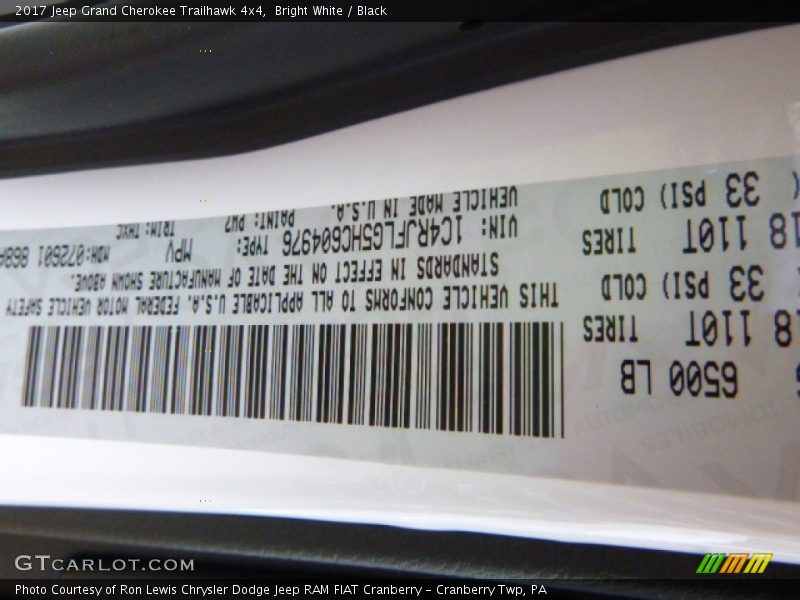 2017 Jeep Grand Cherokee Trailhawk 4x4, Bright White / Black
6500 LB
18 110T TIRES
33 PSI) COLD
18 110T TIRES
33 PSI) COLD
THIS VEHICLE CONFORMS TO ALL APPLICABLE U.S.A. FEDERAL MOTOR VEHICLE SAFETY
STANDARDS IN EFFECT ON THE DATE OF MANUFACTURE SHOWN ABOVE.
VIN: 1C4RJFLG5HC604976 TYPE: MPV MDH:072601
VEHICLE MADE IN U.S.A. PAINT: PW7 TRIM:
GTCARLOT.COM
Photo Courtesy of Ron Lewis Chrysler Dodge Jeep RAM FIAT Cranberry – Cranberry Twp, PA